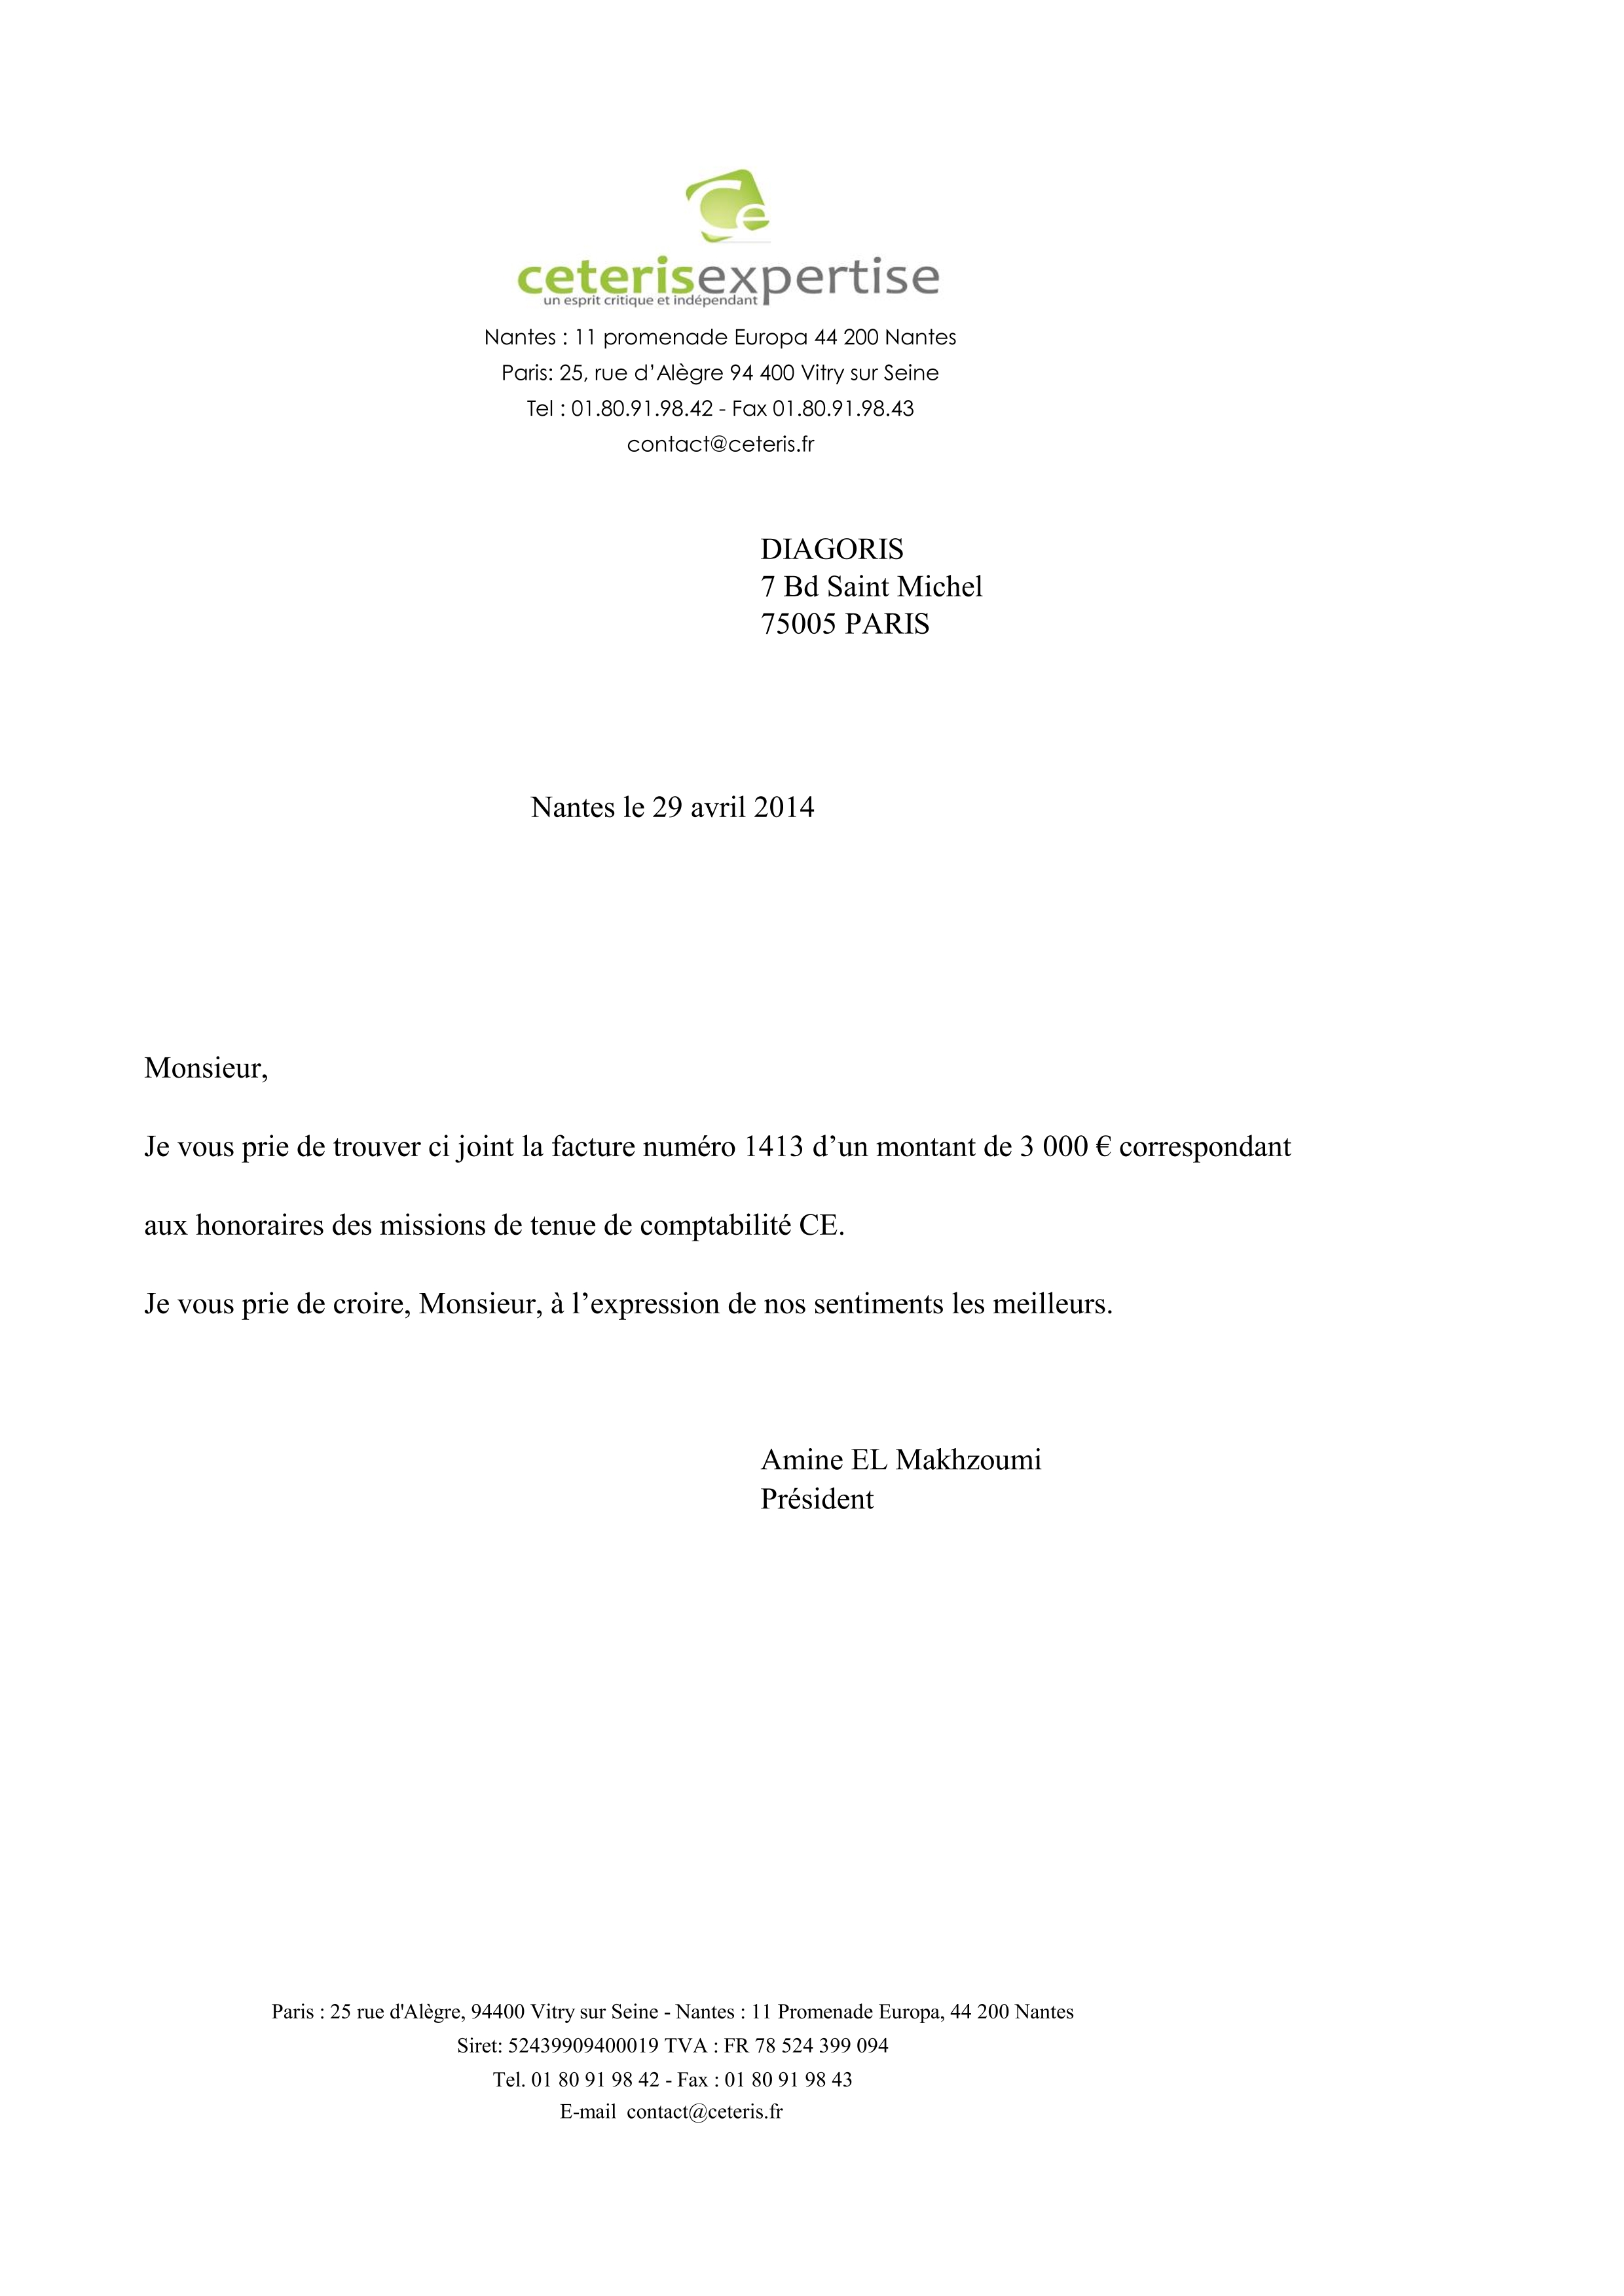 Ce
ceterisexpertise
un esprit critique et indépendant
Nantes : 11 promenade Europa 44 200 Nantes
Paris: 25, rue d’Alègre 94 400 Vitry sur Seine
Tel : 01.80.91.98.42 - Fax 01.80.91.98.43
contact@ceteris.fr
DIAGORIS
7 Bd Saint Michel
75005 PARIS
Nantes le 29 avril 2014
Monsieur,
Je vous prie de trouver ci joint la facture numéro 1413 d’un montant de 3 000 € correspondant
aux honoraires des missions de tenue de comptabilité CE.
Je vous prie de croire, Monsieur, à l’expression de nos sentiments les meilleurs.
Amine EL Makhzoumi
Président
Paris : 25 rue d'Alègre, 94400 Vitry sur Seine - Nantes : 11 Promenade Europa, 44 200 Nantes
Siret: 52439909400019 TVA : FR 78 524 399 094
Tel. 01 80 91 98 42 - Fax : 01 80 91 98 43
E-mail  contact@ceteris.fr